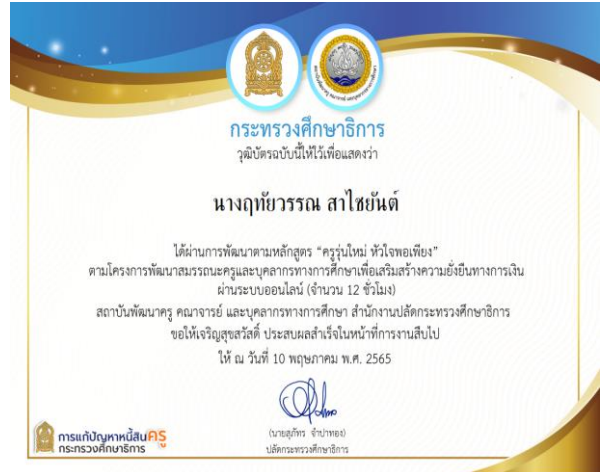 กระทรวงศึกษาธิการ
วุฒิบัตรฉบับนี้ให้ไว้เพื่อแสดงว่า
นางฤทัยวรรณ สาไชยันต์
ได้ผ่านการพัฒนาตามหลักสูตร “ครูรุ่นใหม่ หัวใจพอเพียง”
ตามโครงการพัฒนาสมรรถนะครูและบุคลากรทางการศึกษาเพื่อเสริมสร้างความยั่งยืนทางการเงิน
ผ่านระบบออนไลน์ (จำนวน 12 ชั่วโมง)
สถาบันพัฒนาครู คณาจารย์ และบุคลากรทางการศึกษา สำนักงานปลัดกระทรวงศึกษาธิการ
ขอให้เจริญสุขสวัสดิ์ ประสบผลสำเร็จในหน้าที่การงานสืบไป
ให้ ณ วันที่ 10 พฤษภาคม พ.ศ. 2565
(นายสุภัทร จำปาทอง)
ปลัดกระทรวงศึกษาธิการ
การแก้ปัญหาหนี้สินครู
กระทรวงศึกษาธิการ